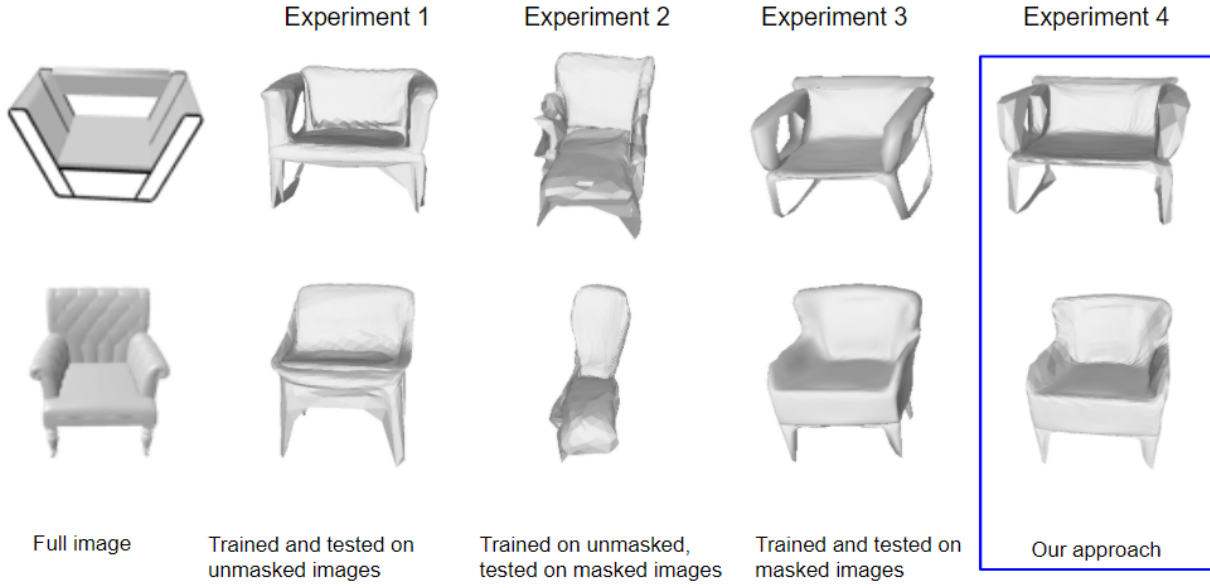 Experiment 1
Experiment 2
Experiment 3
Experiment 4
Full image
Trained and tested on
unmasked images
Trained on unmasked,
tested on masked images
Trained and tested on
masked images
Our approach